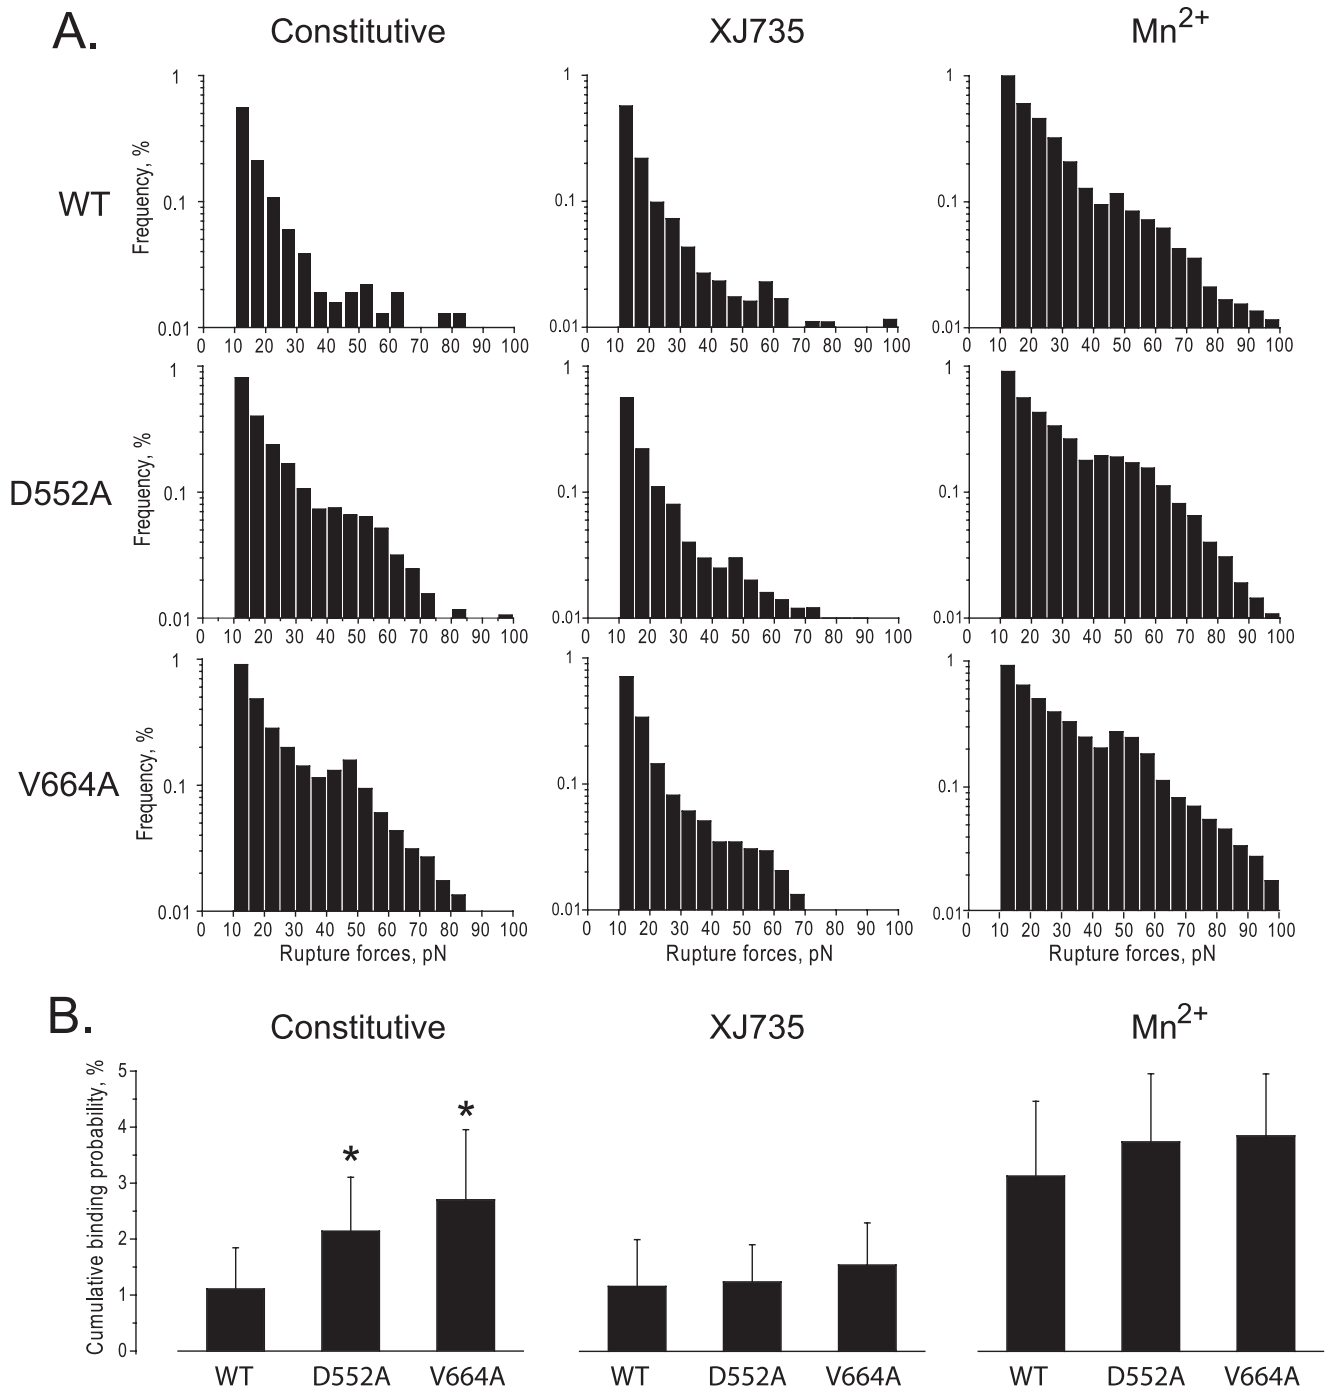 A.
Constitutive XJ735 Mn2+
WT
Frequency, %
1 0.1 0.01
0 10 20 30 40 50 60 70 80 90 100
1 0.1 0.01
0 10 20 30 40 50 60 70 80 90 100
1 0.1 0.01
0 10 20 30 40 50 60 70 80 90 100
D552A
Frequency, %
1 0.1 0.01
0 10 20 30 40 50 60 70 80 90 100
1 0.1 0.01
0 10 20 30 40 50 60 70 80 90 100
1 0.1 0.01
0 10 20 30 40 50 60 70 80 90 100
V664A
Frequency, %
1 0.1 0.01
0 10 20 30 40 50 60 70 80 90 100
1 0.1 0.01
0 10 20 30 40 50 60 70 80 90 100
1 0.1 0.01
0 10 20 30 40 50 60 70 80 90 100
Rupture forces, pN Rupture forces, pN Rupture forces, pN
B.
Constitutive XJ735 Mn2+
Cumulative binding probability, %
5
4
3
2
1
0
* *
WT D552A V664A WT D552A V664A WT D552A V664A